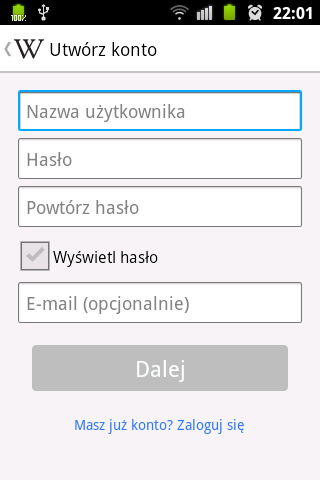 100%
22:01
W Utwórz konto
Nazwa użytkownika
Hasło
Powtórz hasło
Wyświetl hasło
E-mail (opcjonalnie)
Dalej
Masz już konto? Zaloguj się